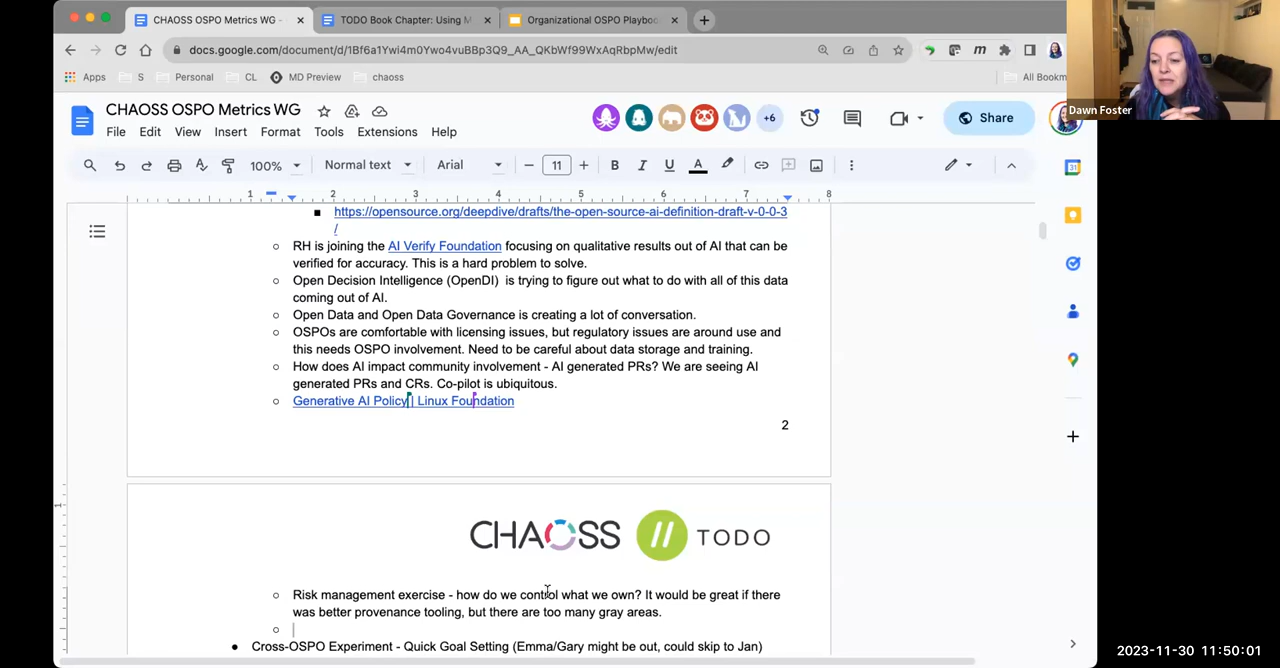 CHAOSS OSPO Metrics WG -
TODO Book Chapter: Using M
Organizational OSPO Playboo
docs.google.com/document/d/1Bf6a1Ywi4m0Ywo4vuBBp3Q9_AA_QKbWf99WxAqRbpMw/edit
Apps
S
Personal
CL
MD Preview
chaoss
All Bookm
Dawn Foster
CHAOSS OSPO Metrics WG
File Edit View Insert Format Tools Extensions Help
+6
Share
100%
Normal text
Arial
11
B I U A
1 2 3 4 5 6 7 8
https://opensource.org/deepdive/drafts/the-open-source-ai-definition-draft-v-0-0-3
/
RH is joining the AI Verify Foundation focusing on qualitative results out of AI that can be
verified for accuracy. This is a hard problem to solve.
Open Decision Intelligence (OpenDI) is trying to figure out what to do with all of this data
coming out of AI.
Open Data and Open Data Governance is creating a lot of conversation.
OSPOs are comfortable with licensing issues, but regulatory issues are around use and
this needs OSPO involvement. Need to be careful about data storage and training.
How does AI impact community involvement - AI generated PRs? We are seeing AI
generated PRs and CRs. Co-pilot is ubiquitous.
Generative AI Policy | Linux Foundation
2
CHAOSS // TODO
Risk management exercise - how do we control what we own? It would be great if there
was better provenance tooling, but there are too many gray areas.
Cross-OSPO Experiment - Quick Goal Setting (Emma/Gary might be out, could skip to Jan)
2023-11-30 11:50:01